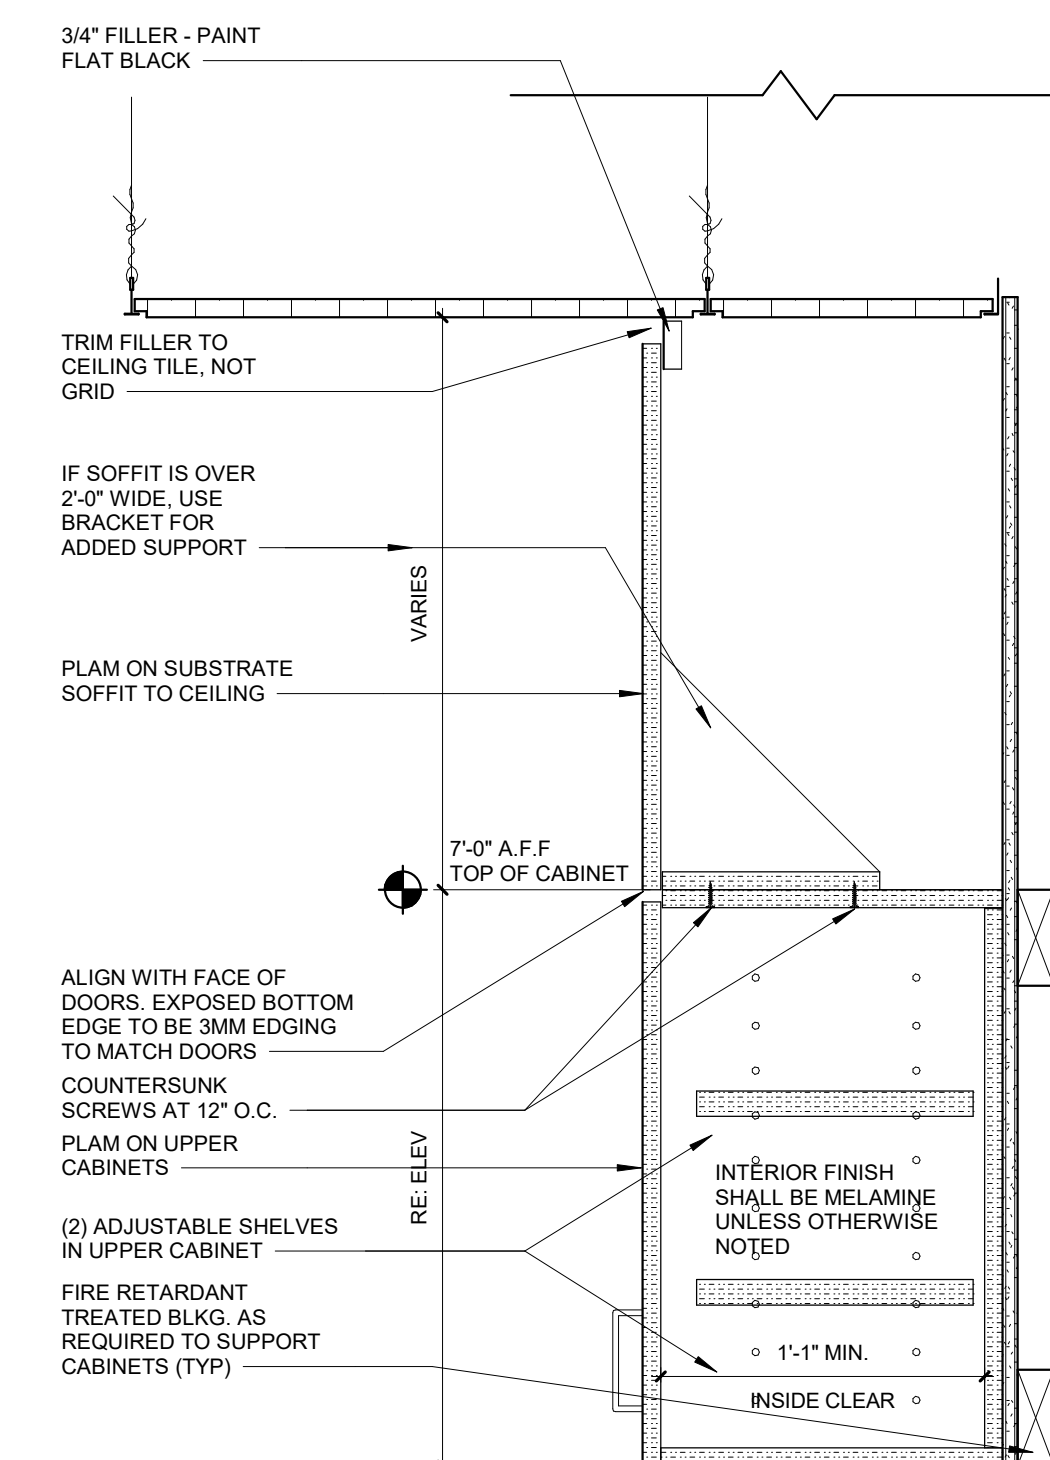 3/4" FILLER - PAINT
FLAT BLACK
TRIM FILLER TO
CEILING TILE, NOT
GRID
IF SOFFIT IS OVER
2'-0" WIDE, USE
BRACKET FOR
ADDED SUPPORT
VARIES
PLAM ON SUBSTRATE
SOFFIT TO CEILING
7'-0" A.F.F
TOP OF CABINET
ALIGN WITH FACE OF
DOORS. EXPOSED BOTTOM
EDGE TO BE 3MM EDGING
TO MATCH DOORS
COUNTERSUNK
SCREWS AT 12" O.C.
PLAM ON UPPER
CABINETS
RE: ELEV
INTERIOR FINISH
SHALL BE MELAMINE
UNLESS OTHERWISE
NOTED
(2) ADJUSTABLE SHELVES
IN UPPER CABINET
FIRE RETARDANT
TREATED BLKG. AS
REQUIRED TO SUPPORT
CABINETS (TYP)
1'-1" MIN.
INSIDE CLEAR